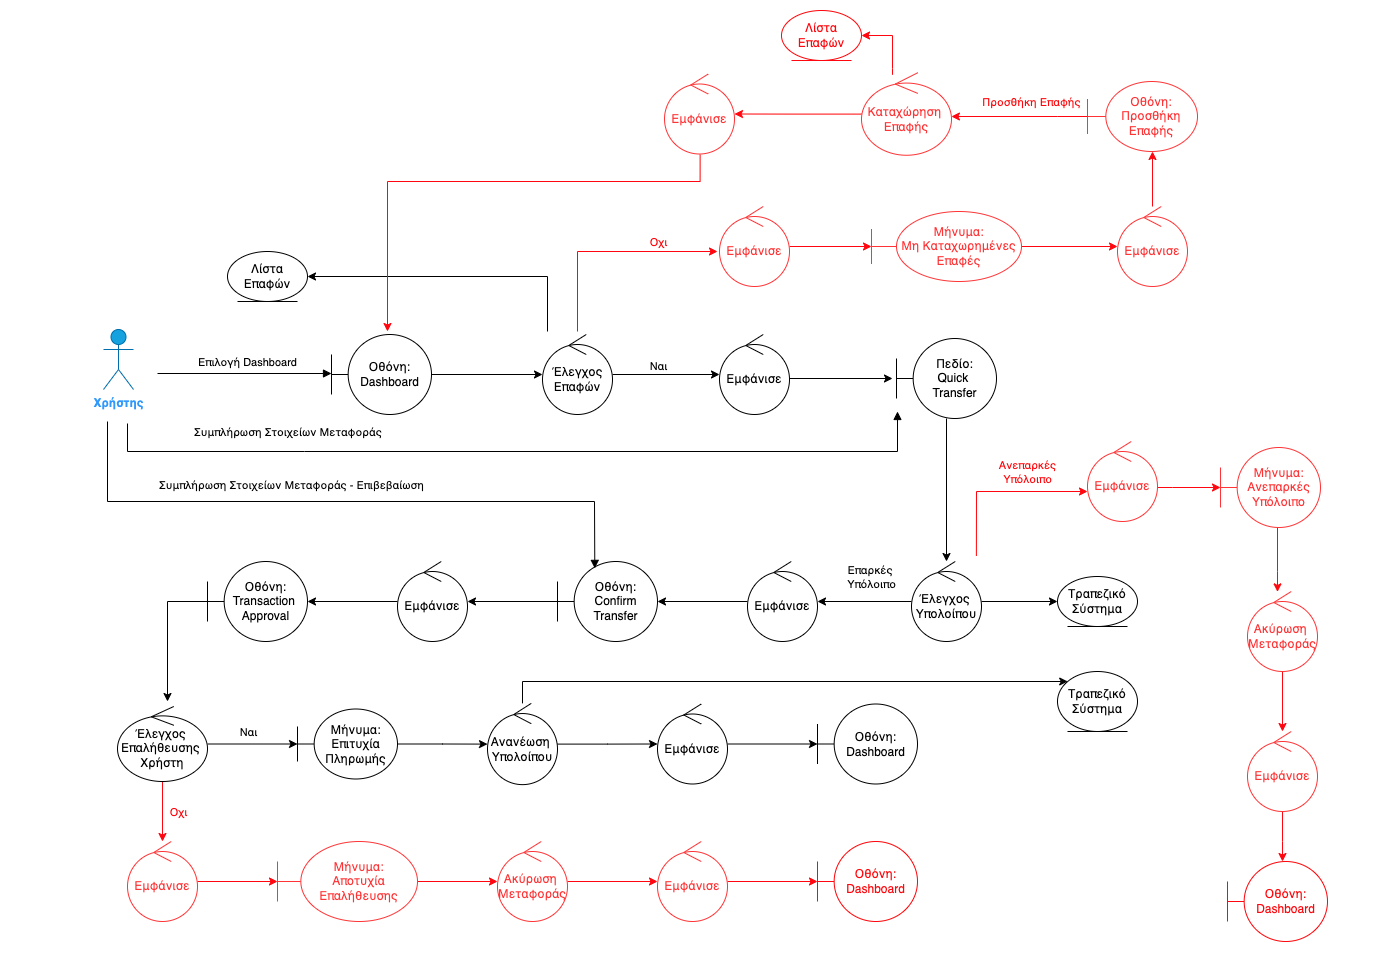 Λίστα
Επαφών
Εμφάνισε
Καταχώρηση
Επαφής
Προσθήκη Επαφής
Οθόνη:
Προσθήκη
Επαφής
Οχι
Εμφάνισε
Μήνυμα:
Μη Καταχωρημένες
Επαφές
Εμφάνισε
Λίστα
Επαφών
Χρήστης
Επιλογή Dashboard
Οθόνη:
Dashboard
Έλεγχος
Επαφών
Ναι
Εμφάνισε
Πεδίο:
Quick
Transfer
Συμπλήρωση Στοιχείων Μεταφοράς
Συμπλήρωση Στοιχείων Μεταφοράς - Επιβεβαίωση
Ανεπαρκές
Υπόλοιπο
Εμφάνισε
Μήνυμα:
Ανεπαρκές
Υπόλοιπο
Οθόνη:
Transaction
Approval
Εμφάνισε
Οθόνη:
Confirm
Transfer
Εμφάνισε
Επαρκές
Υπόλοιπο
Έλεγχος
Υπολοίπου
Τραπεζικό
Σύστημα
Ακύρωση
Μεταφοράς
Έλεγχος
Επαλήθευσης
Χρήστη
Ναι
Μήνυμα:
Επιτυχία
Πληρωμής
Ανανέωση
Υπολοίπου
Εμφάνισε
Οθόνη:
Dashboard
Τραπεζικό
Σύστημα
Εμφάνισε
Οχι
Εμφάνισε
Μήνυμα:
Αποτυχία
Επαλήθευσης
Ακύρωση
Μεταφοράς
Εμφάνισε
Οθόνη:
Dashboard
Οθόνη:
Dashboard